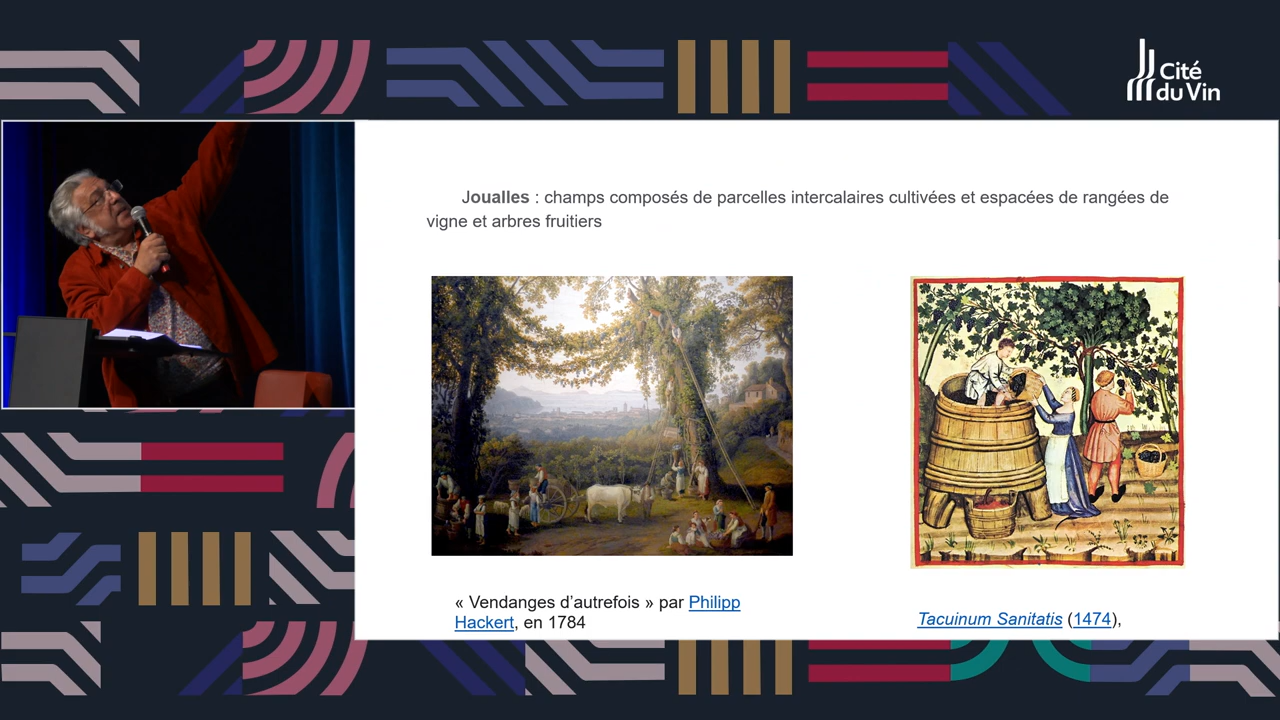 Cité
du Vin
Joualles : champs composés de parcelles intercalaires cultivées et espacées de rangées de
vigne et arbres fruitiers
« Vendanges d’autrefois » par Philipp
Hackert, en 1784
Tacuinum Sanitatis (1474),